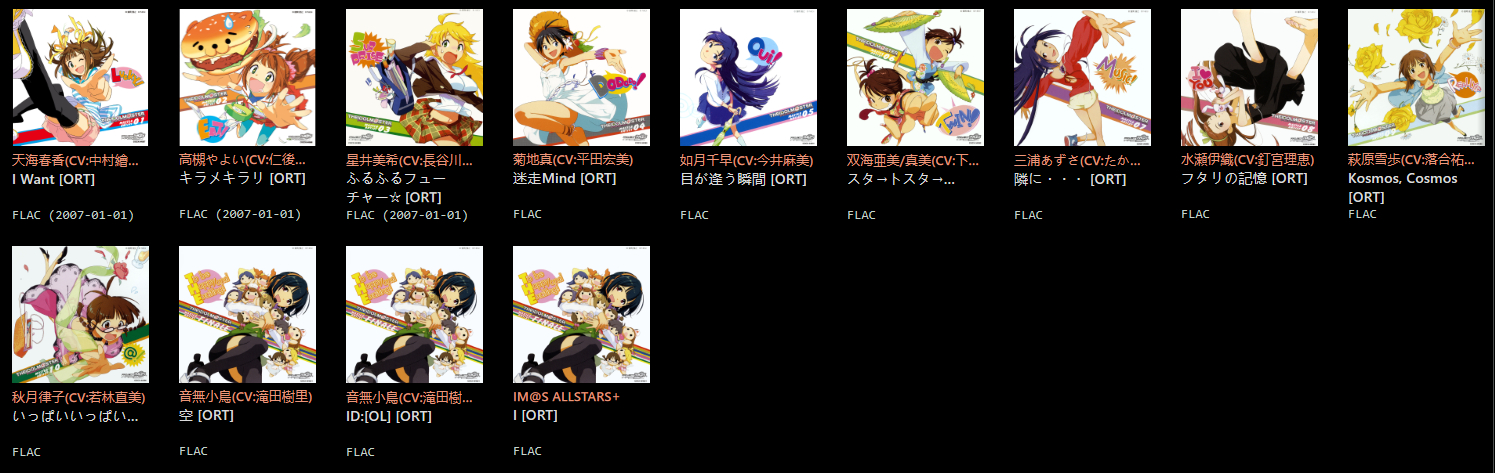 天海春香(CV:中村繪...
I Want [ORT]
FLAC (2007-01-01)
高槻やよい(CV:仁後...
キラメキラリ [ORT]
FLAC (2007-01-01)
星井美希(CV:長谷川...
ふるふるフュー
チャー☆ [ORT]
FLAC (2007-01-01)
菊地真(CV:平田宏美)
迷走Mind [ORT]
FLAC
如月千早(CV:今井麻美)
目が逢う瞬間 [ORT]
FLAC
双海亜美/真美(CV:下...
スタ→トスタ→...
FLAC
三浦あずさ(CV:たか...
隣に・・・ [ORT]
FLAC
水瀬伊織(CV:釘宮理恵)
フタリの記憶 [ORT]
FLAC
萩原雪歩(CV:落合祐...
Kosmos, Cosmos
[ORT]
FLAC
秋月律子(CV:若林直美)
いっぱいいっぱい...
FLAC
音無小鳥(CV:滝田樹里)
空 [ORT]
FLAC
音無小鳥(CV:滝田樹...
ID:[OL] [ORT]
FLAC
IM@S ALLSTARS+
I [ORT]
FLAC